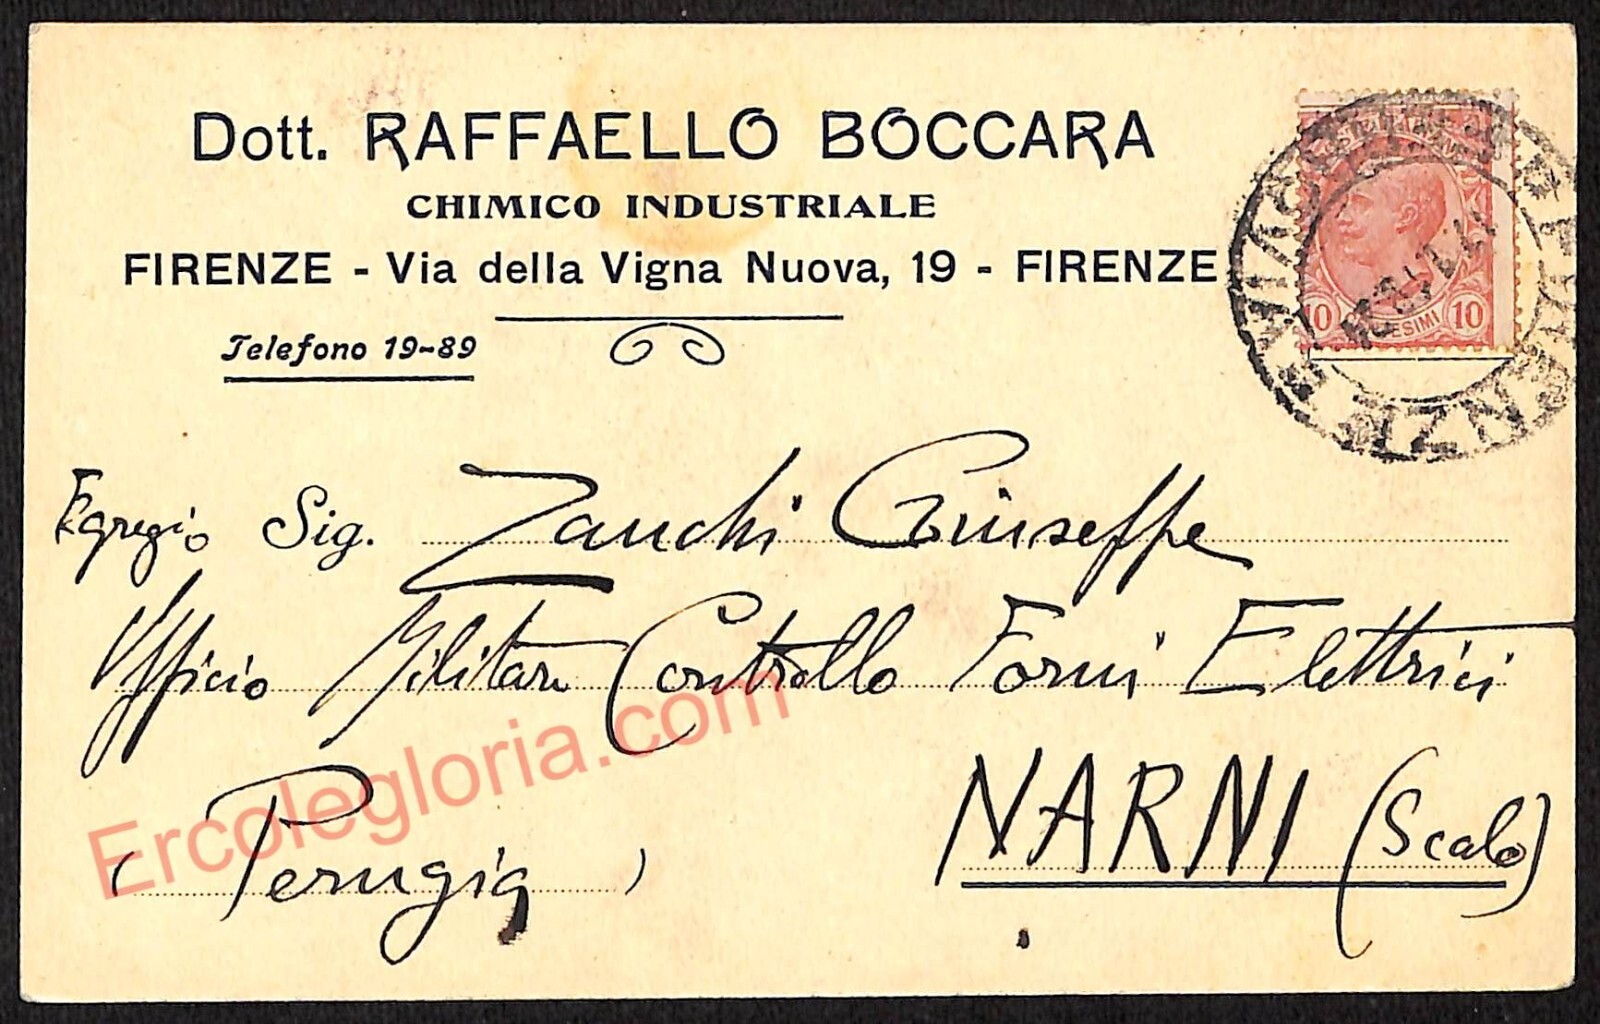 Dott. RAFFAELLO BOCCARA
CHIMICO INDUSTRIALE
FIRENZE - Via della Vigna Nuova, 19 - FIRENZE
Telefono 19-89
10 10
FIRENZE
Egregio Sig. Zanchi Giuseppe
Ufficio Militare Controllo Forni Elettrici
NARNI (Scalo)
(Perugia)
Ercolegloria.com